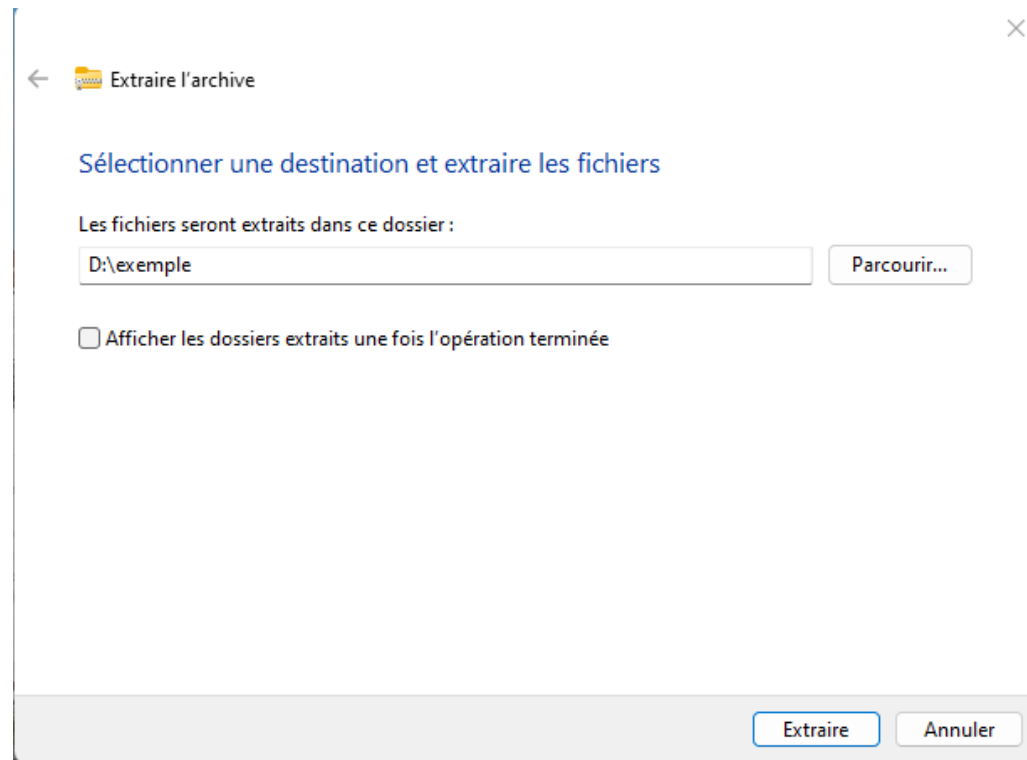 Extraire l’archive
Sélectionner une destination et extraire les fichiers
Les fichiers seront extraits dans ce dossier :
D:\exemple
Parcourir...
Afficher les dossiers extraits une fois l’opération terminée
Extraire
Annuler